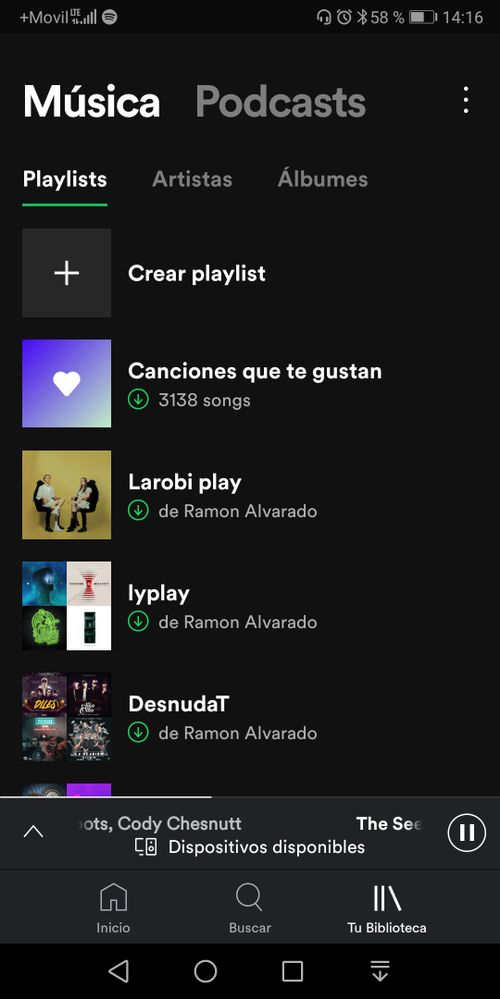 +Movil LTE 58 % 14:16
Música Podcasts
Playlists Artistas Álbumes
Crear playlist
Canciones que te gustan
3138 songs
Larobi play
de Ramon Alvarado
lyplay
de Ramon Alvarado
DILES
DesnudaT
de Ramon Alvarado
ots, Cody Chesnutt The See
Dispositivos disponibles
Inicio Buscar Tu Biblioteca